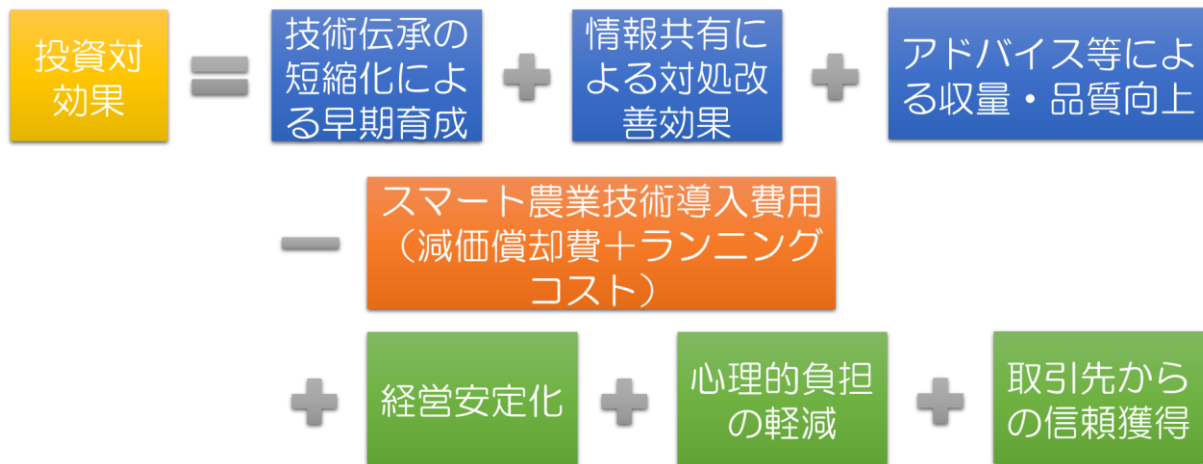 投資対
効果
=
技術伝承の
短縮化によ
る早期育成
+
情報共有に
よる対処改
善効果
+
アドバイス等によ
る収量・品質向上
−
スマート農業技術導入費用
（減価償却費＋ランニング
コスト）
+
経営安定化
+
心理的負担
の軽減
+
取引先から
の信頼獲得